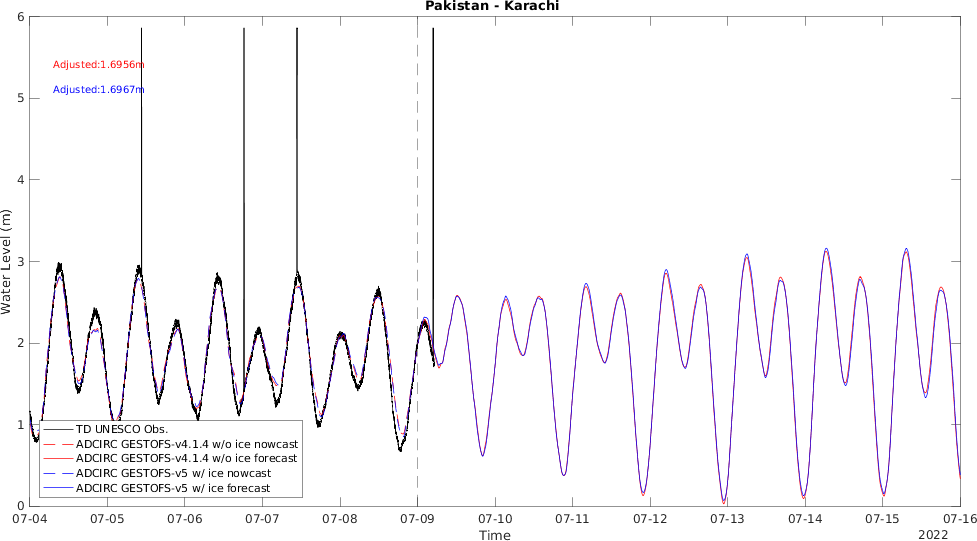 Pakistan - Karachi
6
5
4
3
2
1
0
Water Level (m)
Adjusted:1.6956m
Adjusted:1.6967m
TD UNESCO Obs.
ADCIRC GESTOFS-v4.1.4 w/o ice nowcast
ADCIRC GESTOFS-v4.1.4 w/o ice forecast
ADCIRC GESTOFS-v5 w/ ice nowcast
ADCIRC GESTOFS-v5 w/ ice forecast
07-04 07-05 07-06 07-07 07-08 07-09 07-10 07-11 07-12 07-13 07-14 07-15 07-16
Time
2022